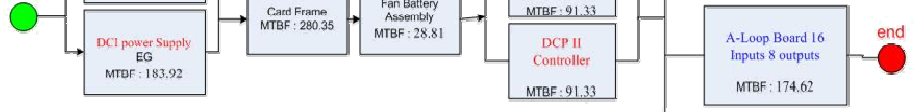 DCI power Supply
EG
MTBF : 183.92
Card Frame
MTBF : 280.35
Fan Battery
Assembly
MTBF : 28.81
MTBF : 91.33
DCP II
Controller
MTBF : 91.33
A-Loop Board 16
Inputs 8 outputs
MTBF : 174.62
end